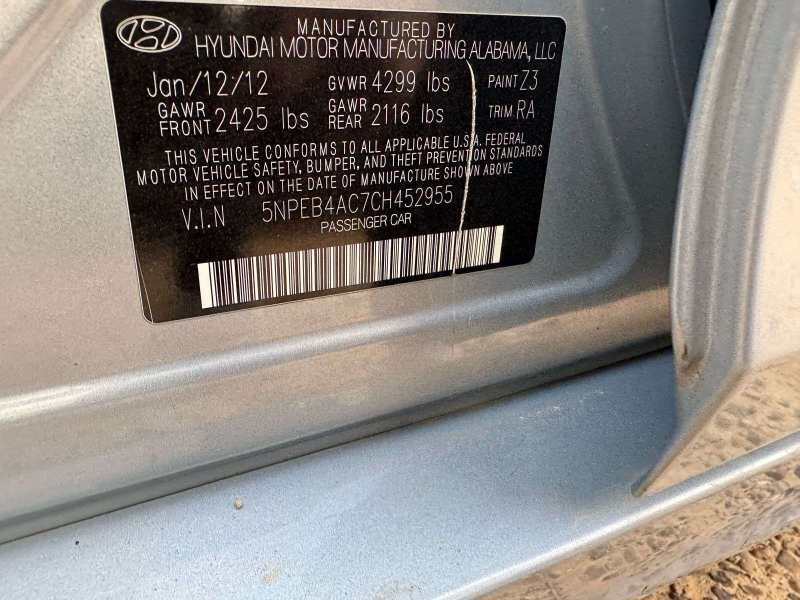 MANUFACTURED BY
HYUNDAI MOTOR MANUFACTURING ALABAMA, LLC
Jan/12/12 GVWR 4299 lbs PAINT Z3
GAWR FRONT 2425 lbs GAWR REAR 2116 lbs TRIM RA
THIS VEHICLE CONFORMS TO ALL APPLICABLE U.S.A. FEDERAL
MOTOR VEHICLE SAFETY, BUMPER, AND THEFT PREVENTION STANDARDS
IN EFFECT ON THE DATE OF MANUFACTURE SHOWN ABOVE
V.I.N 5NPEB4AC7CH452955
PASSENGER CAR